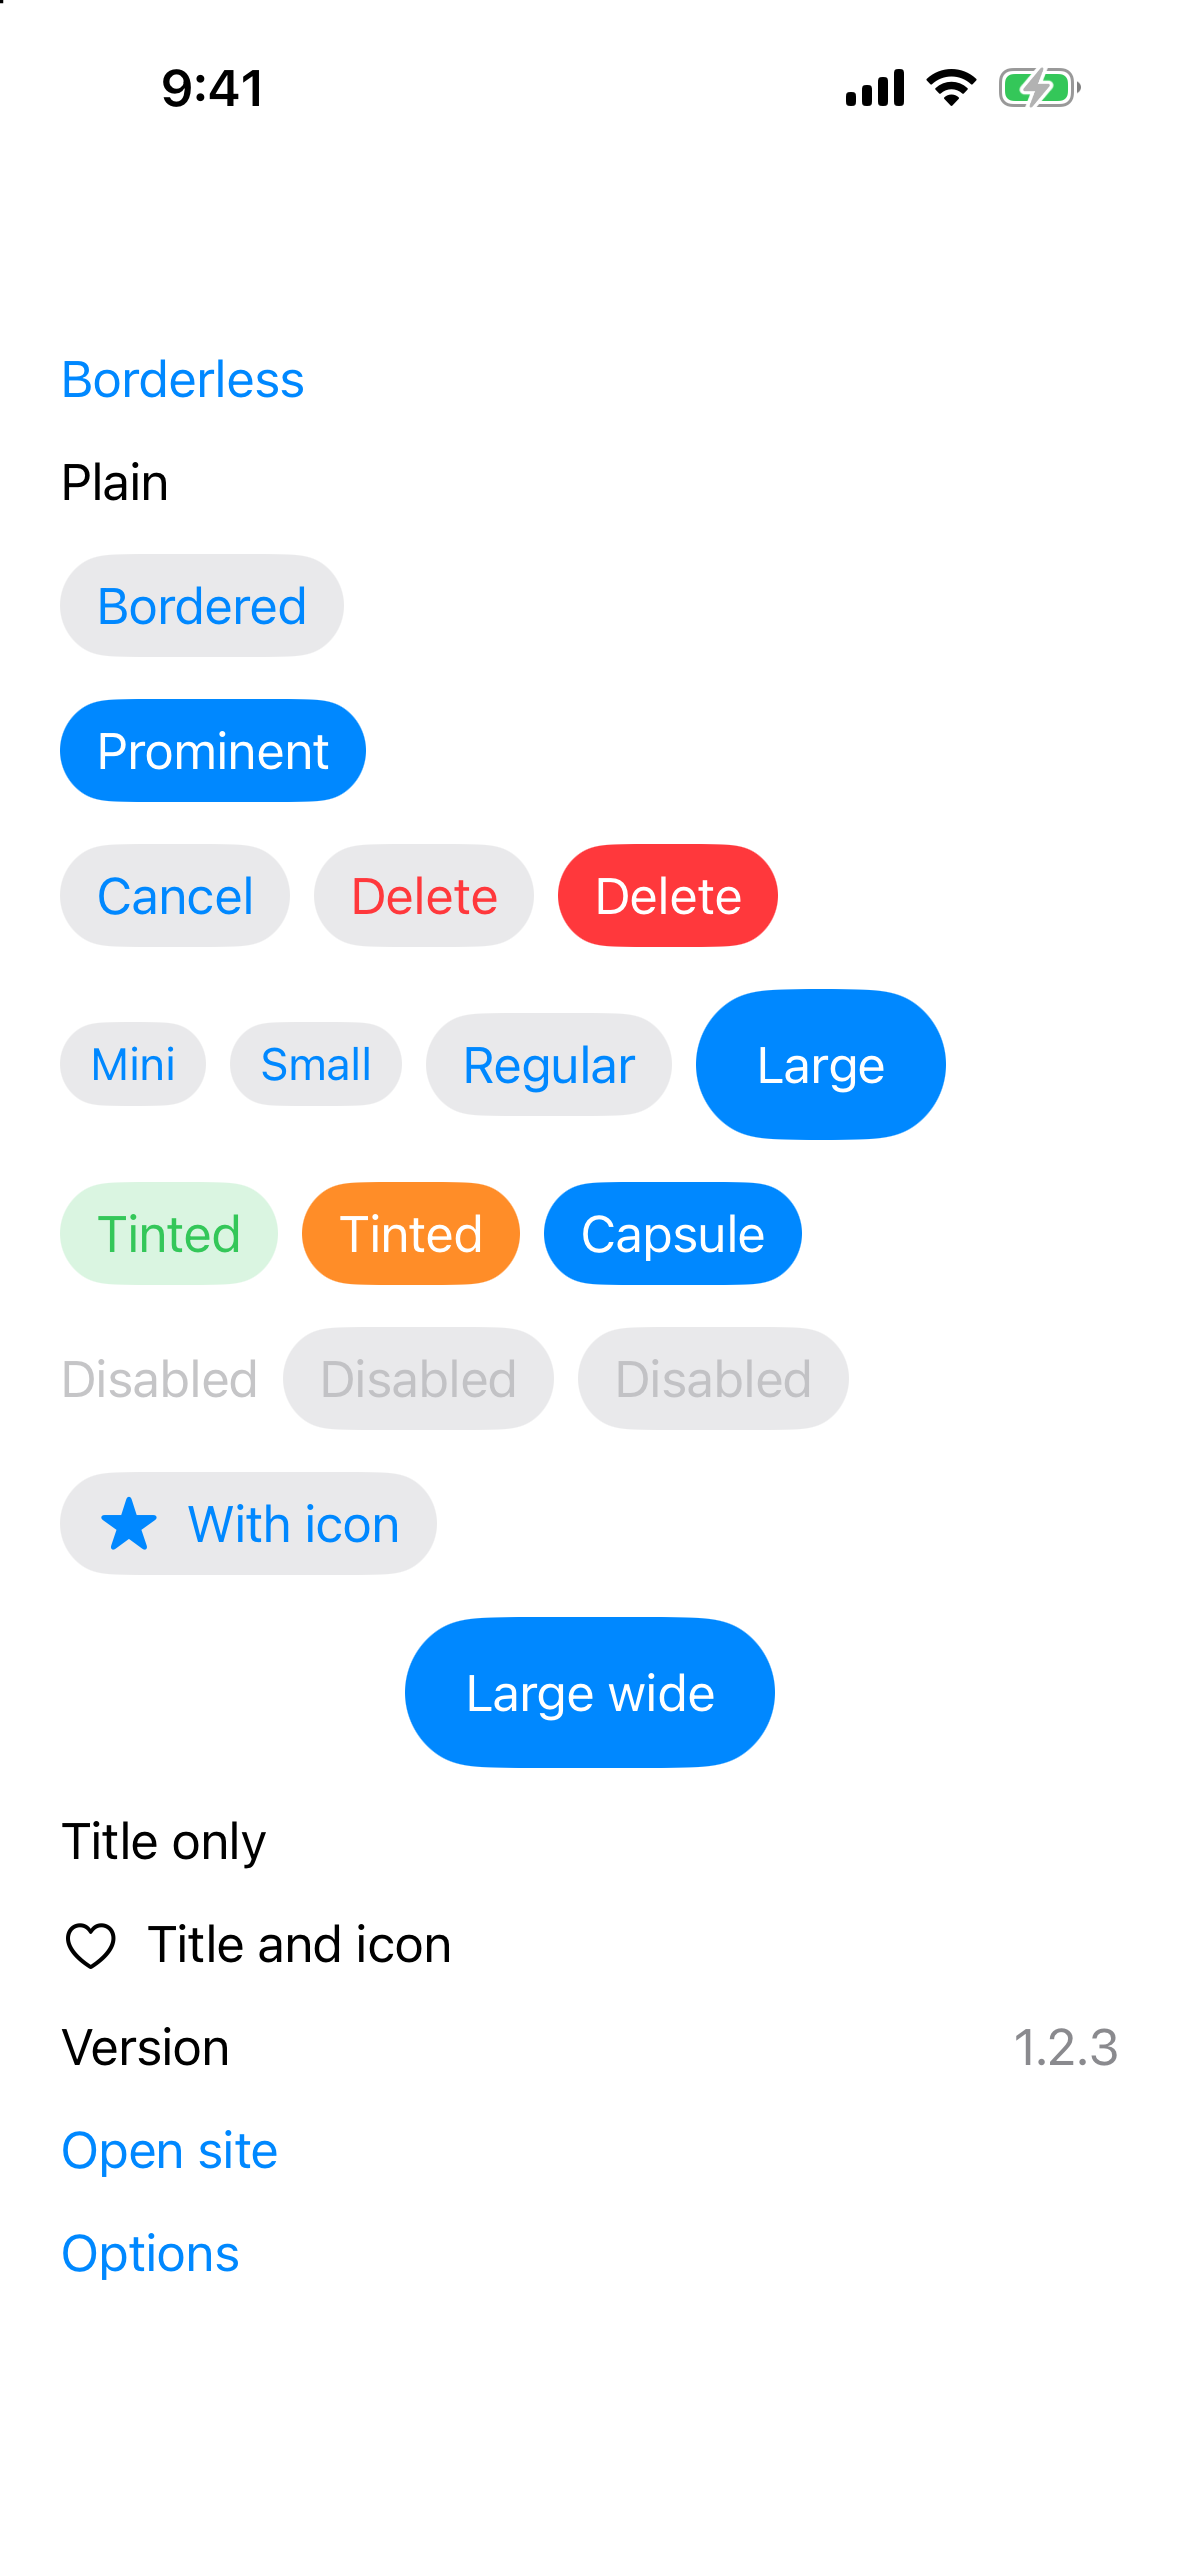 9:41
Borderless
Plain
Bordered
Prominent
Cancel Delete Delete
Mini Small Regular Large
Tinted Tinted Capsule
Disabled Disabled Disabled
With icon
Large wide
Title only
Title and icon
Version 1.2.3
Open site
Options